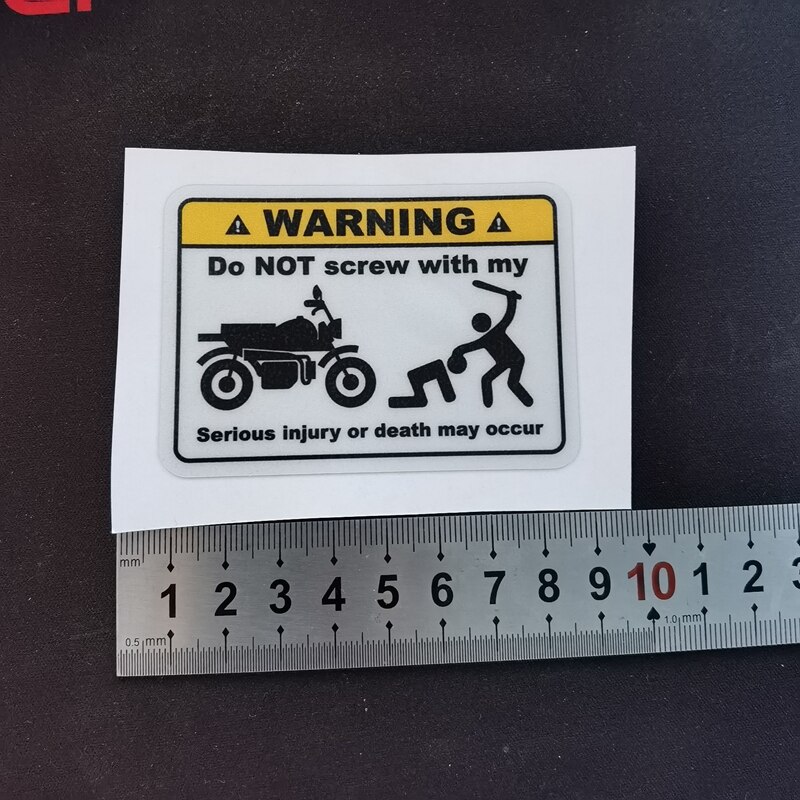 WARNING
Do NOT screw with my
Serious injury or death may occur
mm
1 2 3 4 5 6 7 8 9 10 1 2 3
0.5 mm
1.0 mm